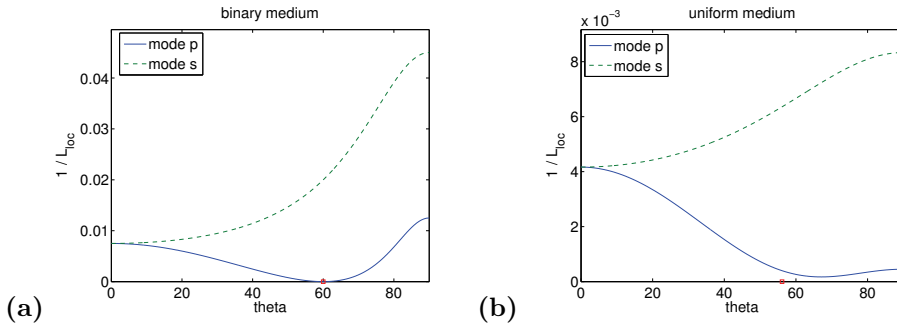 binary medium
mode p
mode s
0.04
0.03
0.02
0.01
0
1 / L_loc
0 20 40 60 80
theta
(a)
uniform medium
x 10^-3
mode p
mode s
8
6
4
2
0
1 / L_loc
0 20 40 60 80
theta
(b)